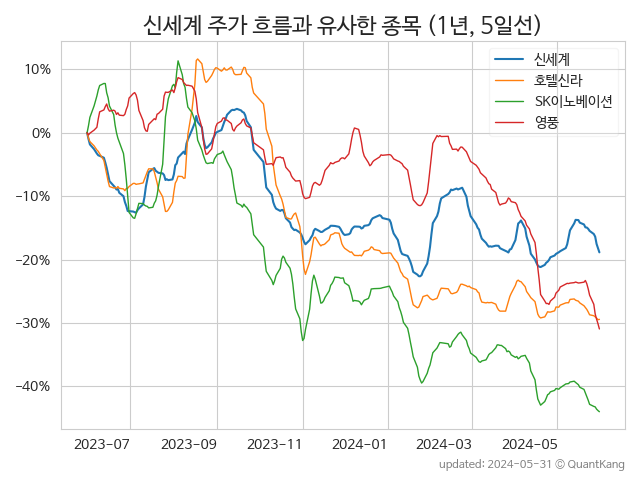 신세계 주가 흐름과 유사한 종목 (1년, 5일선)
신세계
호텔신라
SK이노베이션
영풍
10%
0%
−10%
−20%
−30%
−40%
2023-07 2023-09 2023-11 2024-01 2024-03 2024-05
updated: 2024-05-31 © QuantKang